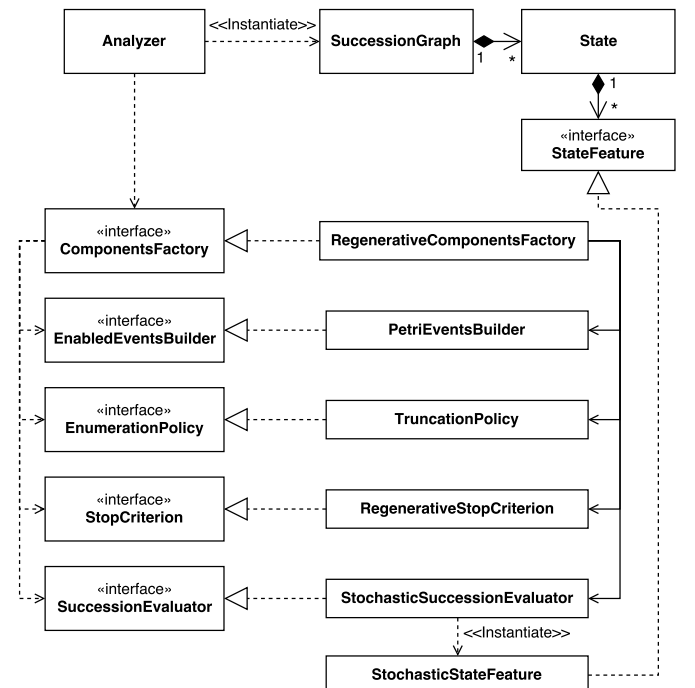 Analyzer
<<Instantiate>>
SuccessionGraph
1
*
State
1
*
«interface»
StateFeature
«interface»
ComponentsFactory
RegenerativeComponentsFactory
«interface»
EnabledEventsBuilder
PetriEventsBuilder
«interface»
EnumerationPolicy
TruncationPolicy
«interface»
StopCriterion
RegenerativeStopCriterion
«interface»
SuccessionEvaluator
StochasticSuccessionEvaluator
<<Instantiate>>
StochasticStateFeature